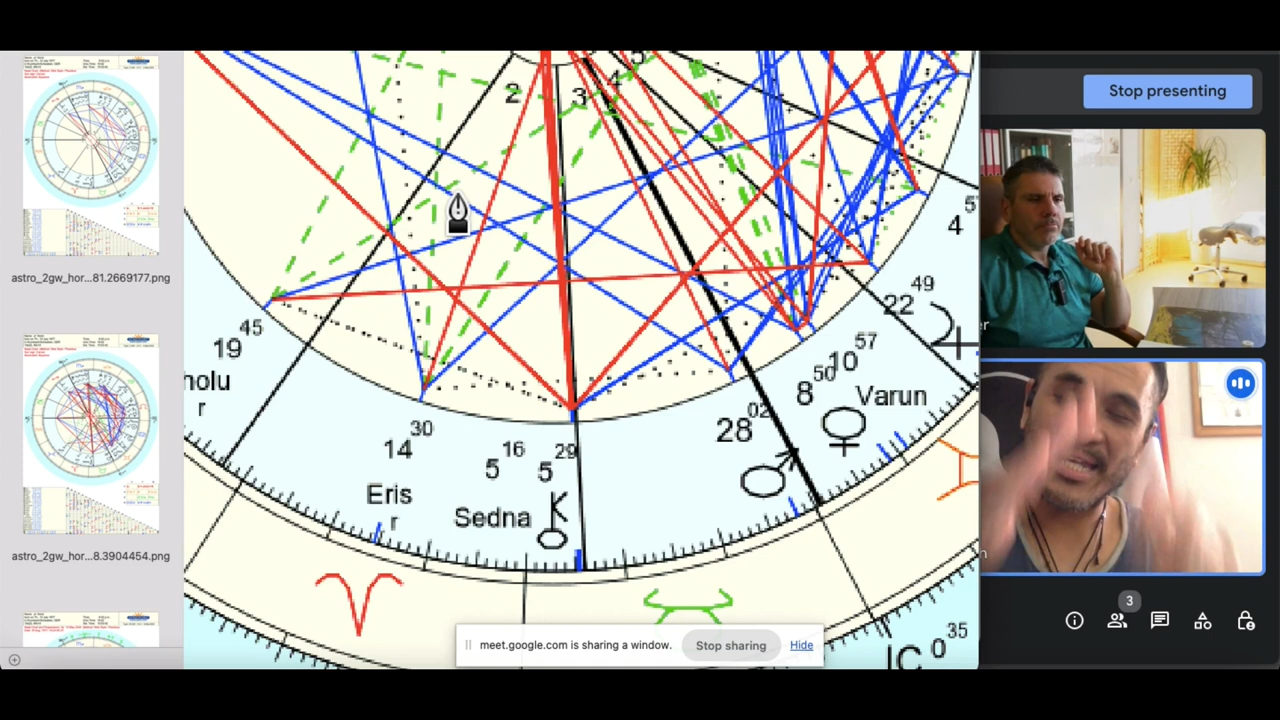 astro_2gw_hor...81.2669177.png
astro_2gw_hor...8.3904454.png
2
3
4
5
45
19
holu
r
30
14
Eris
r
16
5
Sedna
29
5
02
28
50
8
57
10
Varun
49
22
5
4
IC 0 35
meet.google.com is sharing a window.
Stop sharing
Hide
Stop presenting
3